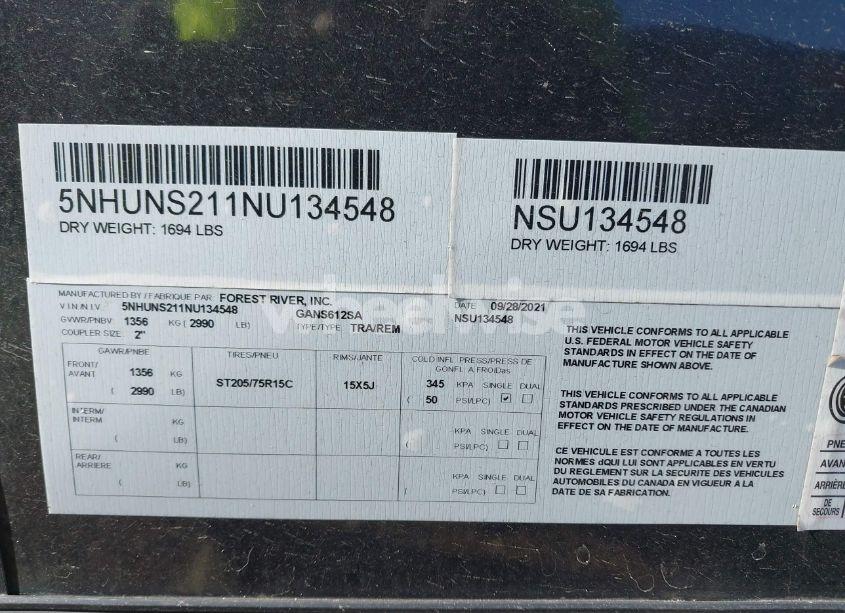 5NHUNS211NU134548
DRY WEIGHT: 1694 LBS
NSU134548
DRY WEIGHT: 1694 LBS
MANUFACTURED BY / FABRIQUE PAR FOREST RIVER, INC.
DATE 09/28/2021
V I N / N I V 5NHUNS211NU134548 GANS612SA NSU134548
GVWR/PNBV 1356 KG ( 2990 LB) TYPE/TYPE TRA/REM
COUPLER SIZE 2"
GAWR/PNBE TIRES/PNEU RIMS/JANTE COLD INFL. PRESS/PRESS DE GONFL A FROIDas
FRONT/ AVANT 1356 KG ST205/75R15C 15X5J 345 KPA SINGLE DUAL
( 2990 LB) ( 50 PSI/LPC)
INTERM/ INTERM KG KPA SINGLE DUAL
( LB) ( PSI/LPC)
REAR/ ARRIERE KG KPA SINGLE DUAL
( LB) ( PSI/LPC)
THIS VEHICLE CONFORMS TO ALL APPLICABLE
U.S. FEDERAL MOTOR VEHICLE SAFETY
STANDARDS IN EFFECT ON THE DATE OF
MANUFACTURE SHOWN ABOVE.
THIS VEHICLE CONFORMS TO ALL APPLICABLE
STANDARDS PRESCRIBED UNDER THE CANADIAN
MOTOR VEHICLE SAFETY REGULATIONS IN
EFFECT ON THE DATE OF MANUFACTURE.
CE VEHICULE EST CONFORME A TOUTES LES
NORMES dQUI LUI SONT APPLICABLES EN VERTU
DU REGLEMENT SUR LA SECURITE DES VEHICULES
AUTOMOBILES DU CANADA EN VIGUEUR A LA
DATE DE SA FABRICATION.
PNE
AVAN
ARRIÈRE
DE
SECOURS